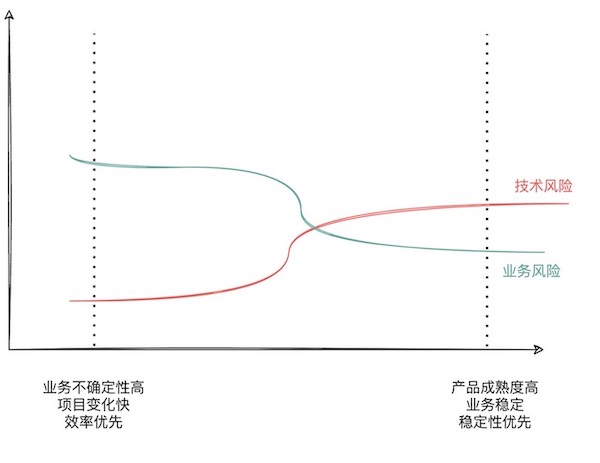 技术风险
业务风险
业务不确定性高
项目变化快
效率优先
产品成熟度高
业务稳定
稳定性优先